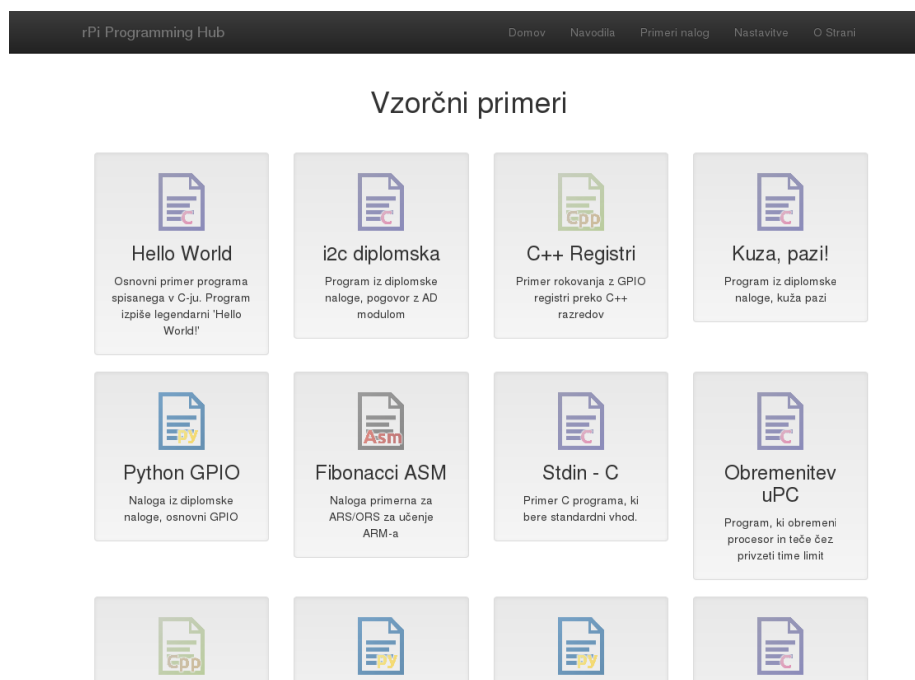 rPi Programming Hub
Domov Navodila Primeri nalog Nastavitve O Strani
Vzorčni primeri
C
Hello World
Osnovni primer programa
spisanega v C-ju. Program
izpiše legendarni 'Hello
World!'
C
i2c diplomska
Program iz diplomske
naloge, pogovor z AD
modulom
Cpp
C++ Registri
Primer rokovanja z GPIO
registri preko C++
razredov
C
Kuza, pazi!
Program iz diplomske
naloge, kuža pazi
py
Python GPIO
Naloga iz diplomske
naloge, osnovni GPIO
Asm
Fibonacci ASM
Naloga primerna za
ARS/ORS za učenje
ARM-a
C
Stdin - C
Primer C programa, ki
bere standardni vhod.
C
Obremenitev
uPC
Program, ki obremeni
procesor in teče čez
privzeti time limit
Cpp
py
py
C